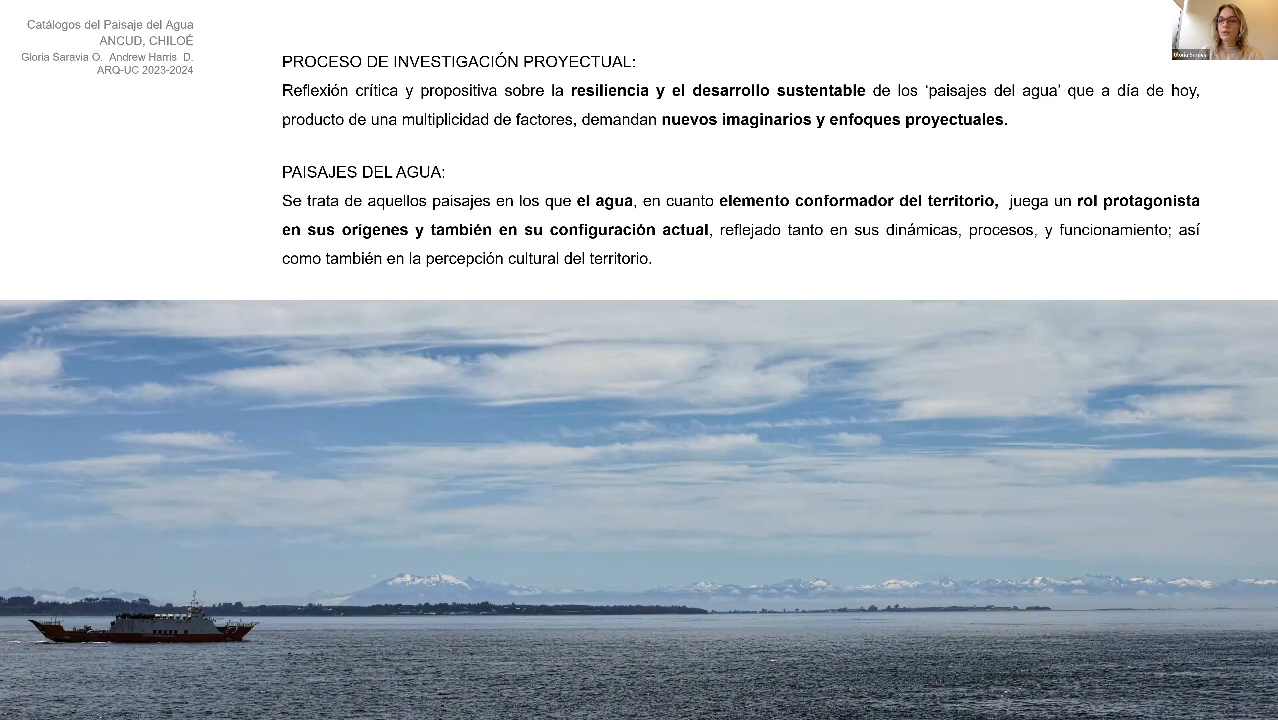 Catálogos del Paisaje del Agua
ANCUD, CHILOÉ
Gloria Saravia O. Andrew Harris D.
ARQ-UC 2023-2024
PROCESO DE INVESTIGACIÓN PROYECTUAL:
Reflexión crítica y propositiva sobre la resiliencia y el desarrollo sustentable de los ‘paisajes del agua’ que a día de hoy,
producto de una multiplicidad de factores, demandan nuevos imaginarios y enfoques proyectuales.
PAISAJES DEL AGUA:
Se trata de aquellos paisajes en los que el agua, en cuanto elemento conformador del territorio, juega un rol protagonista
en sus orígenes y también en su configuración actual, reflejado tanto en sus dinámicas, procesos, y funcionamiento; así
como también en la percepción cultural del territorio.
Gloria Saravia